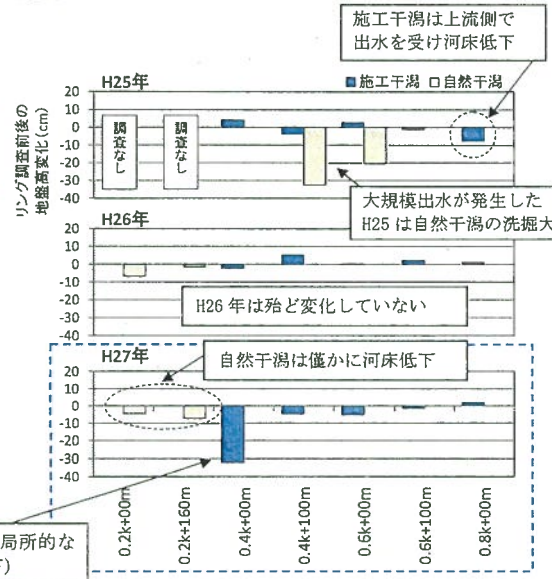 施工干潟は上流側で
出水を受け河床低下
H25年
■施工干潟 □自然干潟
リング調査前後の
地盤高変化(cm)
20
10
0
-10
-20
-30
-40
調査なし
調査なし
大規模出水が発生した
H25は自然干潟の洗掘大
H26年
20
10
0
-10
-20
-30
-40
H26年は殆ど変化していない
H27年
自然干潟は僅かに河床低下
20
10
0
-10
-20
-30
-40
0.2k+00m
0.2k+160m
0.4k+00m
0.4k+100m
0.6k+00m
0.6k+100m
0.8k+00m
局所的な